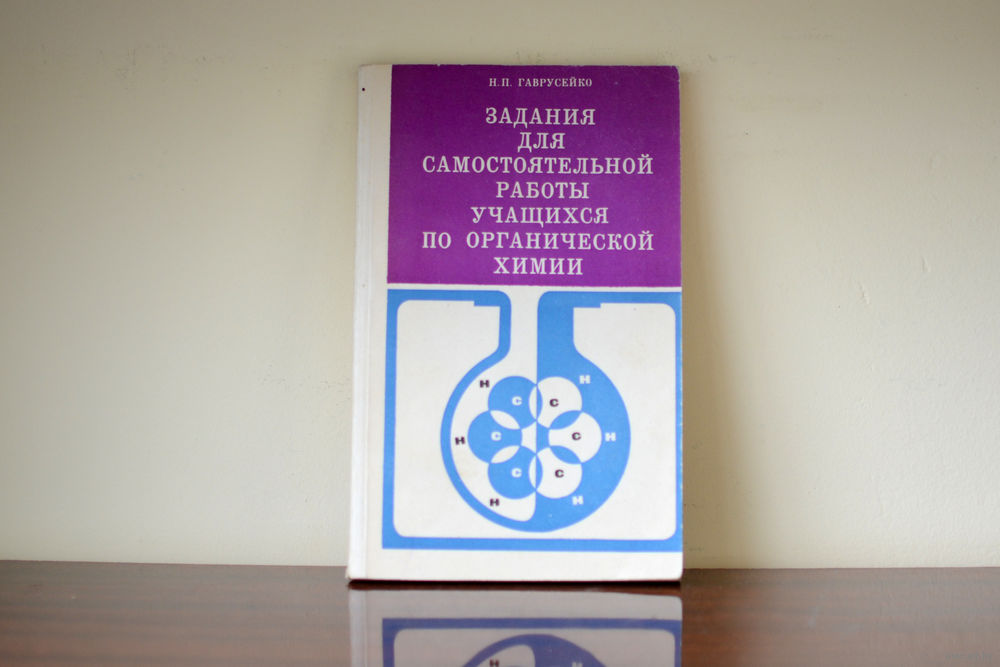 Н.П. ГАВРУСЕЙКО
ЗАДАНИЯ
ДЛЯ
САМОСТОЯТЕЛЬНОЙ
РАБОТЫ
УЧАЩИХСЯ
ПО ОРГАНИЧЕСКОЙ
ХИМИИ
H H
C C
H C C H
C C
H H